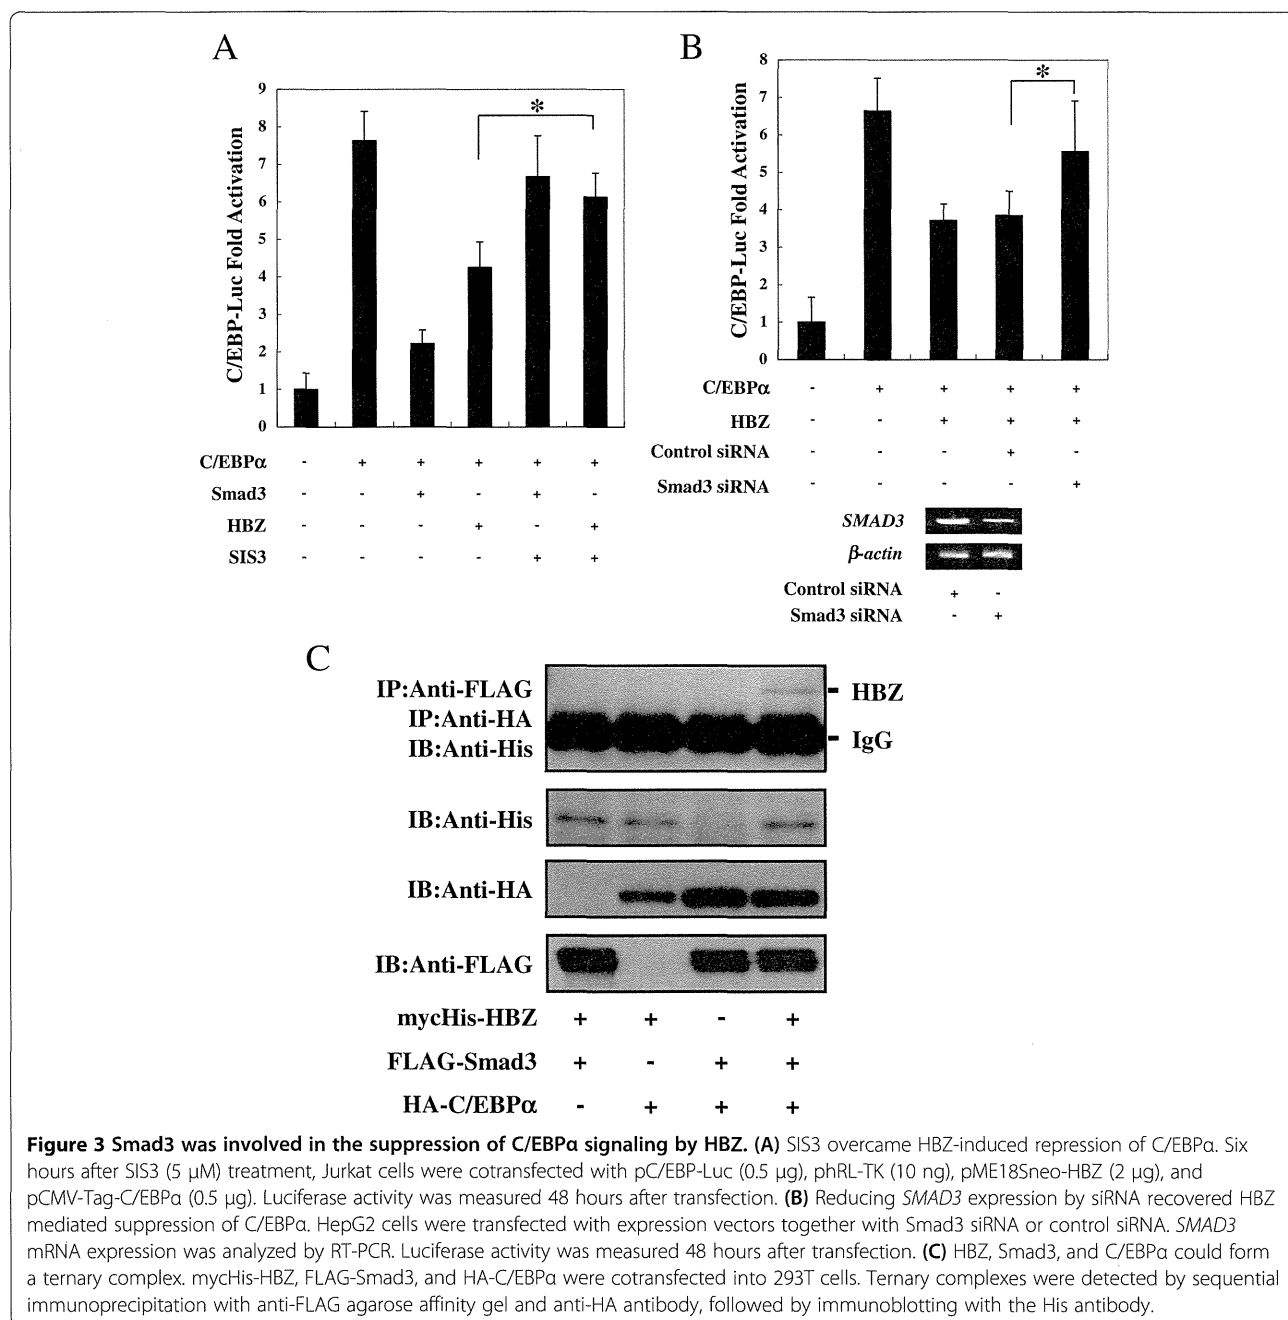 A
C/EBP-Luc Fold Activation
9
8
7
6
5
4
3
2
1
0
*
C/EBPα - + + + + +
Smad3 - - + - + -
HBZ - - - + - +
SIS3 - - - - + +
B
C/EBP-Luc Fold Activation
8
7
6
5
4
3
2
1
0
*
C/EBPα - + + + +
HBZ - - + + +
Control siRNA - - - + -
Smad3 siRNA - - - - +
SMAD3
β-actin
Control siRNA + -
Smad3 siRNA - +
C
IP:Anti-FLAG
IP:Anti-HA
IB:Anti-His
HBZ
IgG
IB:Anti-His
IB:Anti-HA
IB:Anti-FLAG
mycHis-HBZ + + - +
FLAG-Smad3 + - + +
HA-C/EBPα - + + +
Figure 3 Smad3 was involved in the suppression of C/EBPα signaling by HBZ. (A) SIS3 overcame HBZ-induced repression of C/EBPα. Six
hours after SIS3 (5 μM) treatment, Jurkat cells were cotransfected with pC/EBP-Luc (0.5 μg), phRL-TK (10 ng), pME18Sneo-HBZ (2 μg), and
pCMV-Tag-C/EBPα (0.5 μg). Luciferase activity was measured 48 hours after transfection. (B) Reducing SMAD3 expression by siRNA recovered HBZ
mediated suppression of C/EBPα. HepG2 cells were transfected with expression vectors together with Smad3 siRNA or control siRNA. SMAD3
mRNA expression was analyzed by RT-PCR. Luciferase activity was measured 48 hours after transfection. (C) HBZ, Smad3, and C/EBPα could form
a ternary complex. mycHis-HBZ, FLAG-Smad3, and HA-C/EBPα were cotransfected into 293T cells. Ternary complexes were detected by sequential
immunoprecipitation with anti-FLAG agarose affinity gel and anti-HA antibody, followed by immunoblotting with the His antibody.